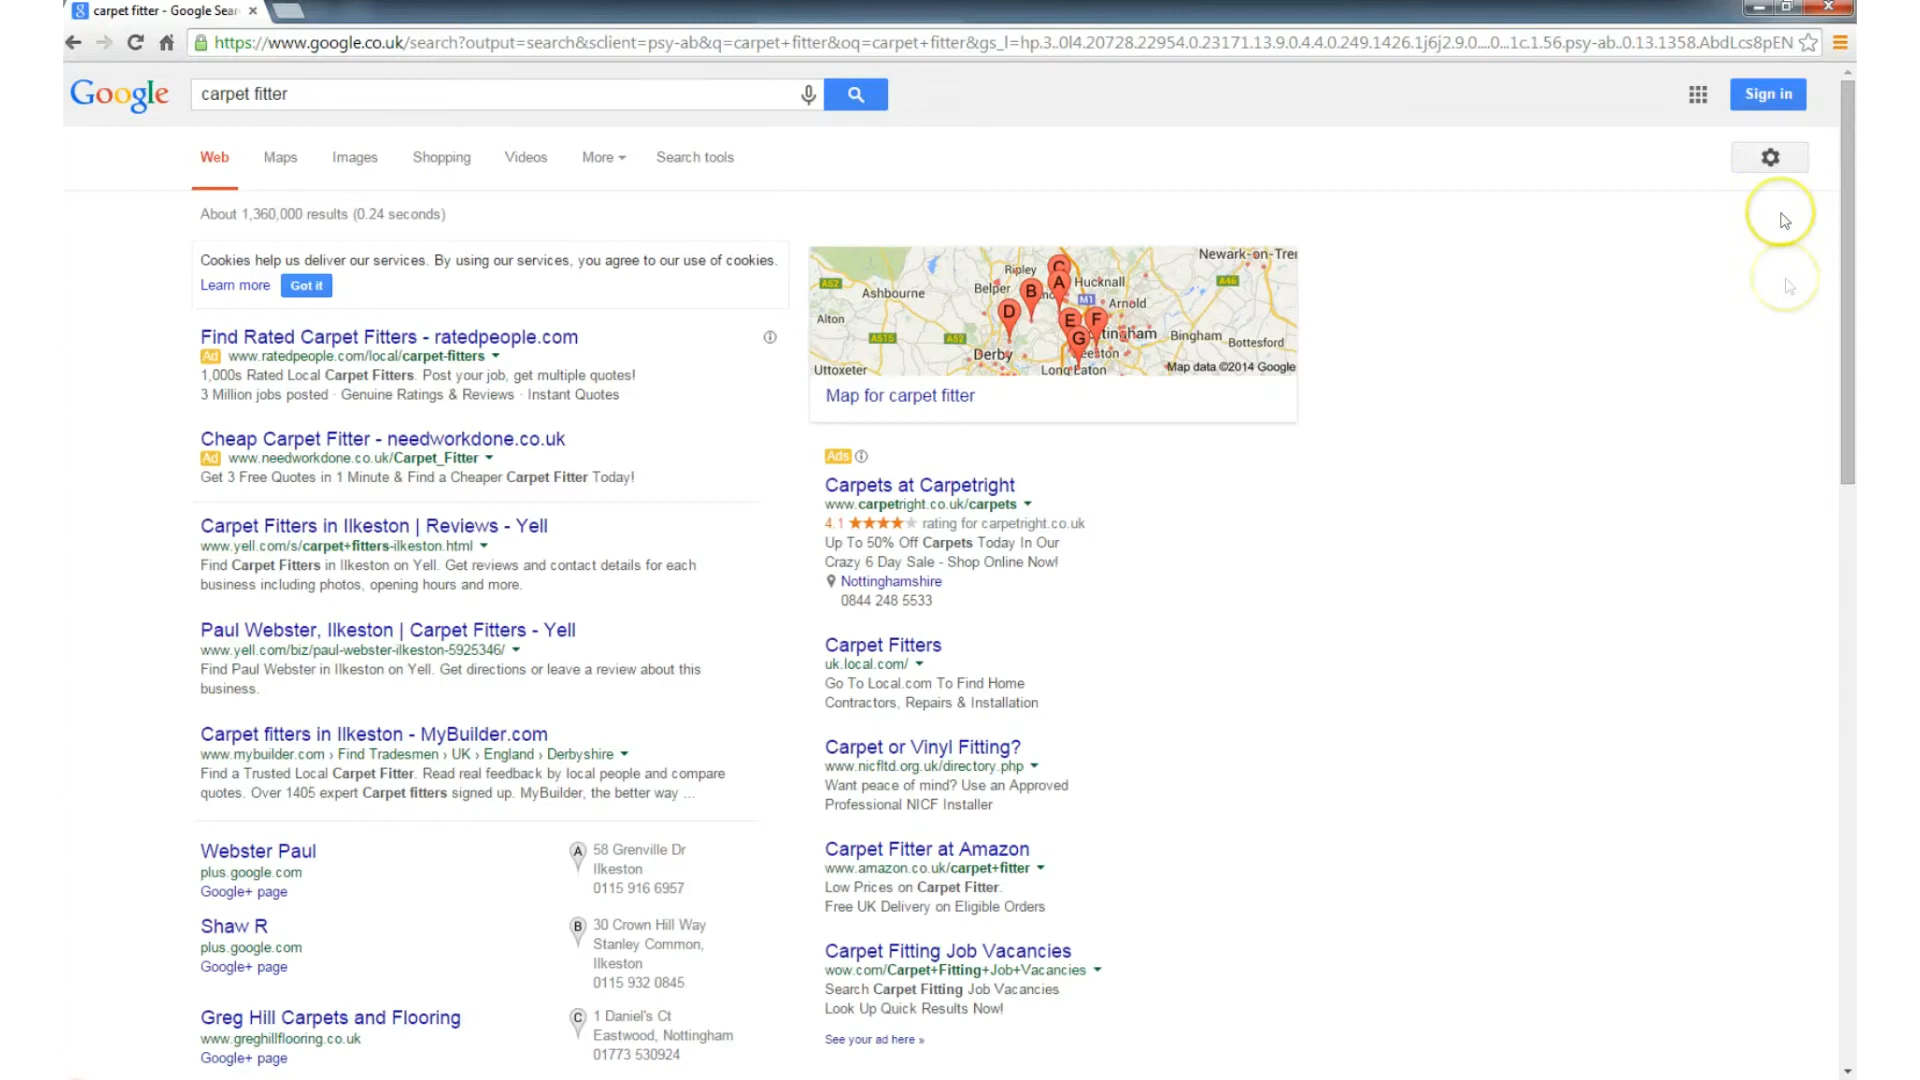 carpet fitter - Google Sear
https://www.google.co.uk/search?output=search&sclient=psy-ab&q=carpet+fitter&oq=carpet+fitter&gs_l=hp.3..0l4.20728.22954.0.23171.13.9.0.4.4.0.249.1426.1j6j2.9.0....0...1c.1.56.psy-ab..0.13.1358.AbdLcs8pEN
Google
carpet fitter
Sign in
Web Maps Images Shopping Videos More Search tools
About 1,360,000 results (0.24 seconds)
Cookies help us deliver our services. By using our services, you agree to our use of cookies.
Learn more Got it
Find Rated Carpet Fitters - ratedpeople.com
Ad www.ratedpeople.com/local/carpet-fitters
1,000s Rated Local Carpet Fitters. Post your job, get multiple quotes!
3 Million jobs posted · Genuine Ratings & Reviews · Instant Quotes
Cheap Carpet Fitter - needworkdone.co.uk
Ad www.needworkdone.co.uk/Carpet_Fitter
Get 3 Free Quotes in 1 Minute & Find a Cheaper Carpet Fitter Today!
Carpet Fitters in Ilkeston | Reviews - Yell
www.yell.com/s/carpet+fitters-ilkeston.html
Find Carpet Fitters in Ilkeston on Yell. Get reviews and contact details for each
business including photos, opening hours and more.
Paul Webster, Ilkeston | Carpet Fitters - Yell
www.yell.com/biz/paul-webster-ilkeston-5925346/
Find Paul Webster in Ilkeston on Yell. Get directions or leave a review about this
business.
Carpet fitters in Ilkeston - MyBuilder.com
www.mybuilder.com › Find Tradesmen › UK › England › Derbyshire
Find a Trusted Local Carpet Fitter. Read real feedback by local people and compare
quotes. Over 1405 expert Carpet fitters signed up. MyBuilder, the better way ...
Webster Paul
plus.google.com
Google+ page
A 58 Grenville Dr
Ilkeston
0115 916 6957
Shaw R
plus.google.com
Google+ page
B 30 Crown Hill Way
Stanley Common,
Ilkeston
0115 932 0845
Greg Hill Carpets and Flooring
www.greghillflooring.co.uk
Google+ page
C 1 Daniel's Ct
Eastwood, Nottingham
01773 530924
Newark-on-Tren
Ripley C
A52 Ashbourne Belper B A Hucknall A46
M1 Arnold
Alton D E F
A515 A52 G tingham Bingham Bottesford
Derby eeston
Uttoxeter Long Eaton Map data ©2014 Google
Map for carpet fitter
Ads
Carpets at Carpetright
www.carpetright.co.uk/carpets
4.1 rating for carpetright.co.uk
Up To 50% Off Carpets Today In Our
Crazy 6 Day Sale - Shop Online Now!
Nottinghamshire
0844 248 5533
Carpet Fitters
uk.local.com/
Go To Local.com To Find Home
Contractors, Repairs & Installation
Carpet or Vinyl Fitting?
www.nicfltd.org.uk/directory.php
Want peace of mind? Use an Approved
Professional NICF Installer
Carpet Fitter at Amazon
www.amazon.co.uk/carpet+fitter
Low Prices on Carpet Fitter.
Free UK Delivery on Eligible Orders
Carpet Fitting Job Vacancies
wow.com/Carpet+Fitting+Job+Vacancies
Search Carpet Fitting Job Vacancies
Look Up Quick Results Now!
See your ad here »